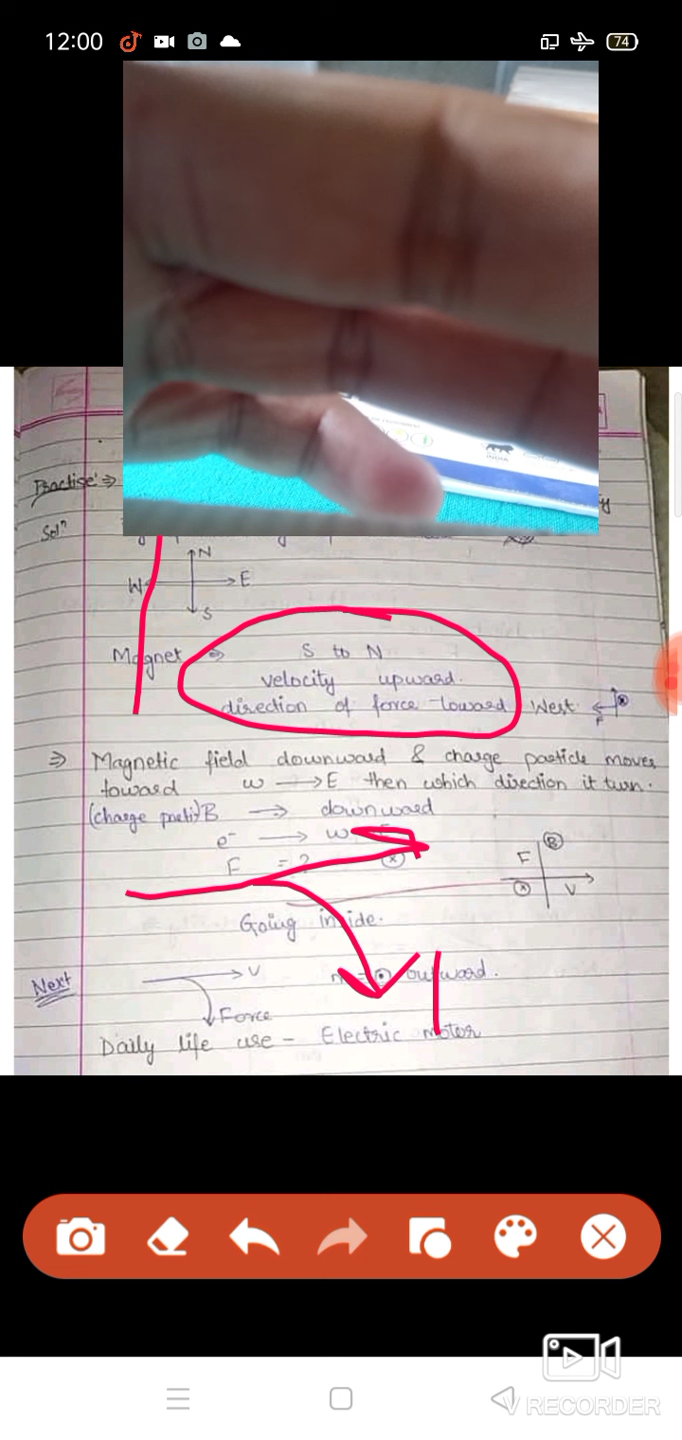 12:00
74
INDIA
Practise ⇒
Solⁿ
N
W E
S
Magnet ⇒ S to N
velocity upward.
direction of force toward West
F
⇒ Magnetic field downward & charge particle moves
toward w → E then which direction it turn.
B → downward
e⁻ → w
F = ?
B
F
V
Going inside.
Next V outward.
Force
Daily life use - Electric Motor
V RECORDER